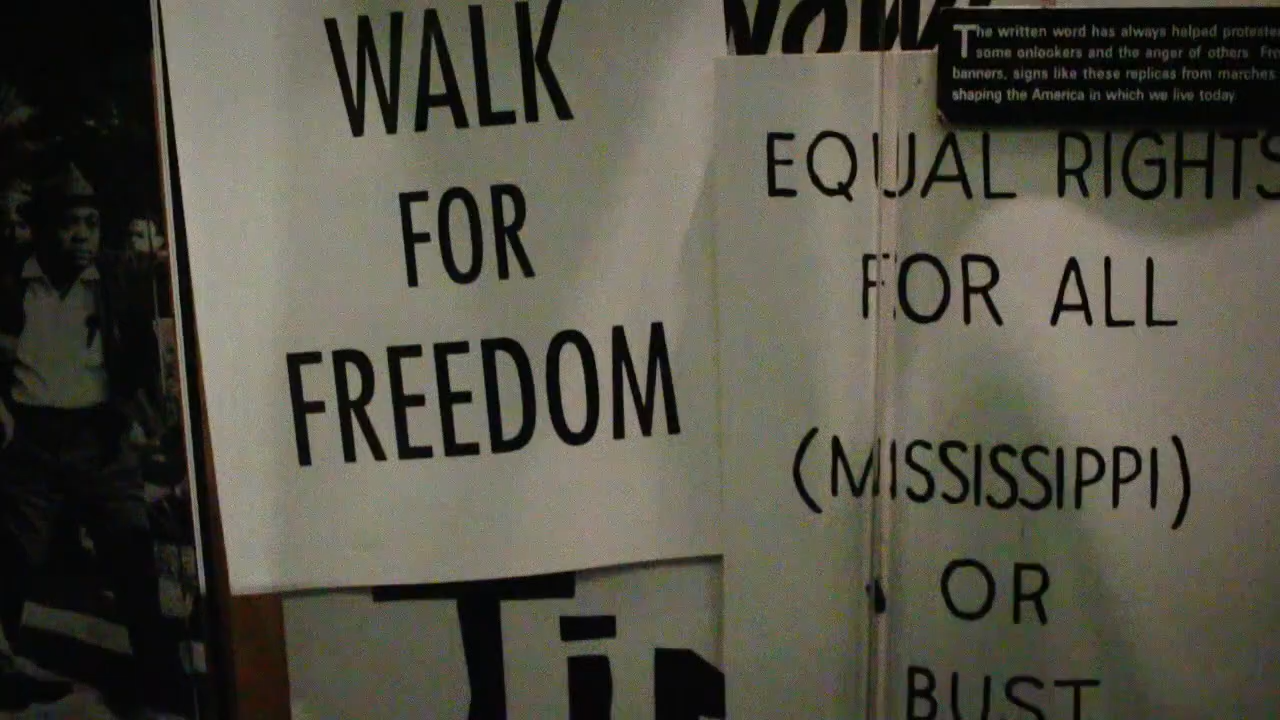 WALK
FOR
FREEDOM
NOW
The written word has always helped
some onlookers and the anger of others.
banners, signs like these replicas from marches
shaping the America in which we live today
EQUAL RIGHTS
FOR ALL
(MISSISSIPPI)
OR
BUST